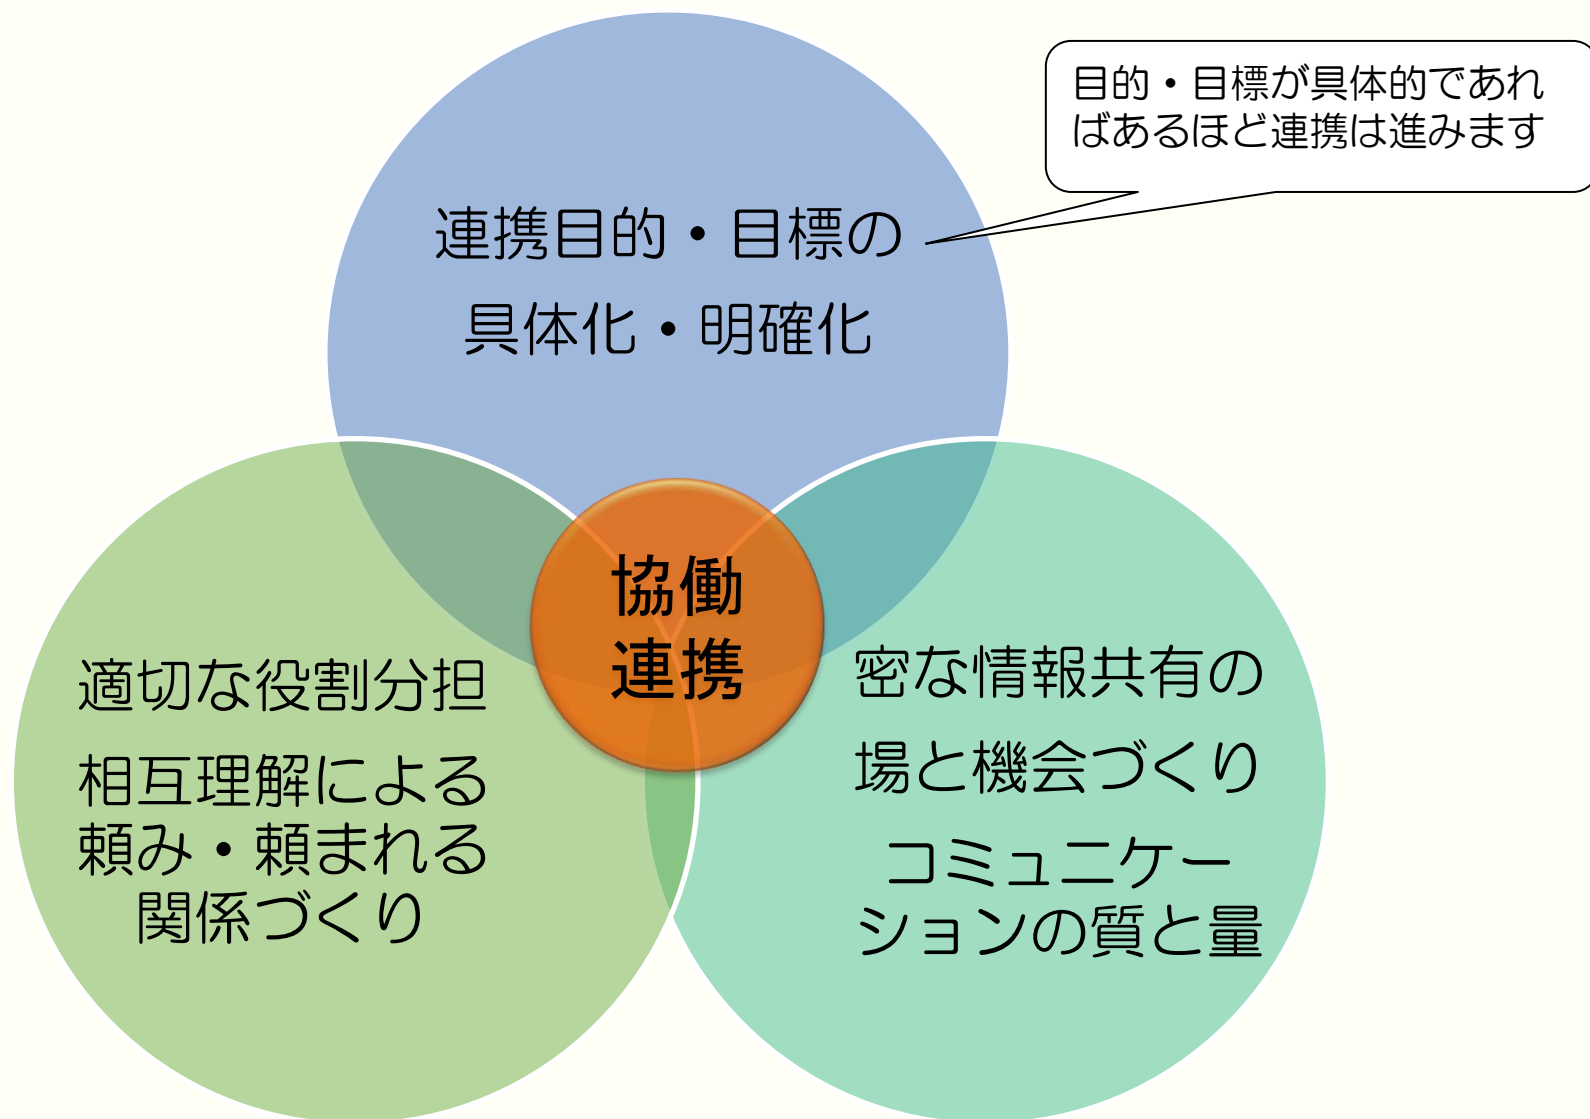 目的・目標が具体的であれ
ばあるほど連携は進みます
連携目的・目標の
具体化・明確化
協働
連携
適切な役割分担
相互理解による
頼み・頼まれる
関係づくり
密な情報共有の
場と機会づくり
コミュニケー
ションの質と量